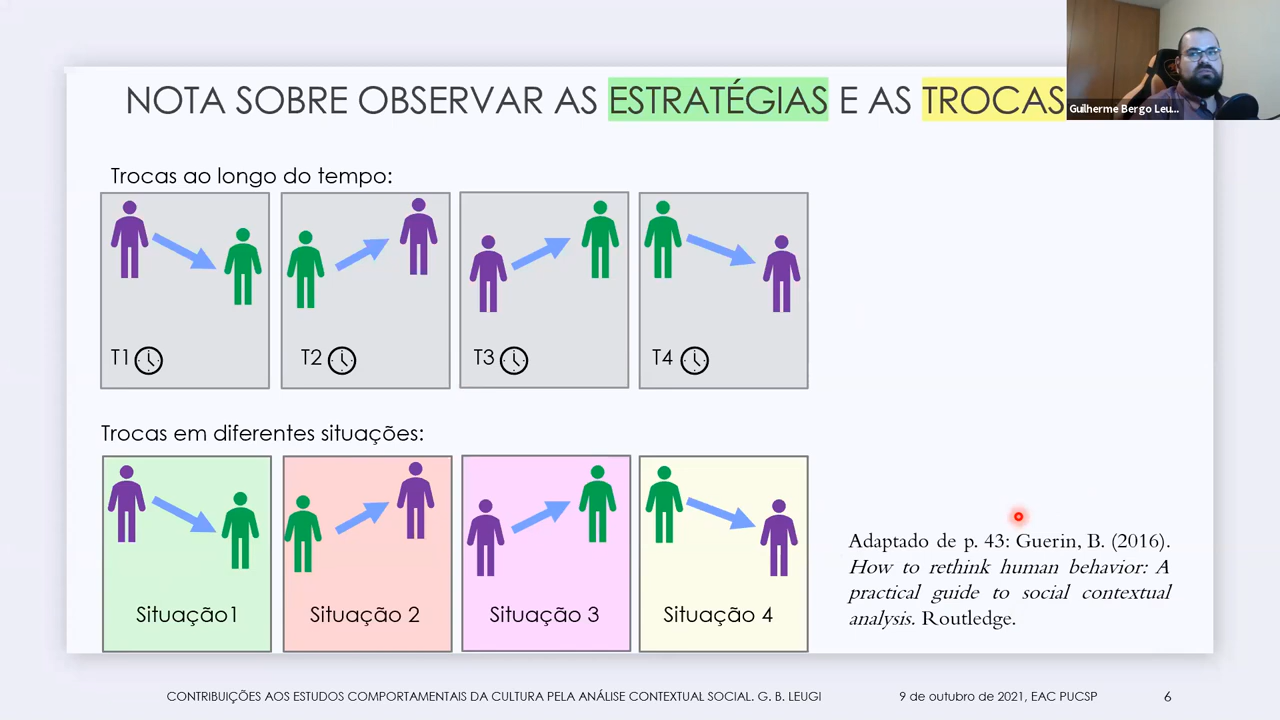 NOTA SOBRE OBSERVAR AS ESTRATÉGIAS E AS TROCAS
Guilherme Bergo Leu...
Trocas ao longo do tempo:
T1
T2
T3
T4
Trocas em diferentes situações:
Situação1
Situação 2
Situação 3
Situação 4
Adaptado de p. 43: Guerin, B. (2016).
How to rethink human behavior: A
practical guide to social contextual
analysis. Routledge.
CONTRIBUIÇÕES AOS ESTUDOS COMPORTAMENTAIS DA CULTURA PELA ANÁLISE CONTEXTUAL SOCIAL. G. B. LEUGI
9 de outubro de 2021, EAC PUCSP
6